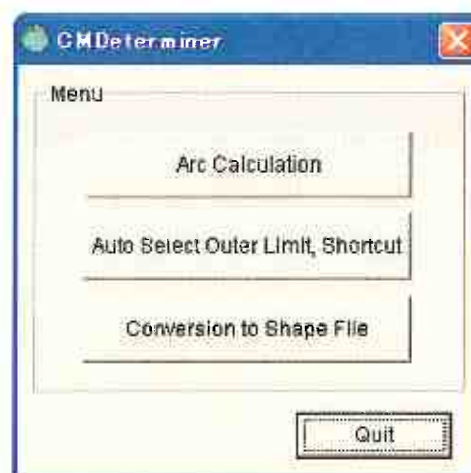 CMDeterminer
Menu
Arc Calculation
Auto Select Outer Limit, Shortcut
Conversion to Shape File
Quit